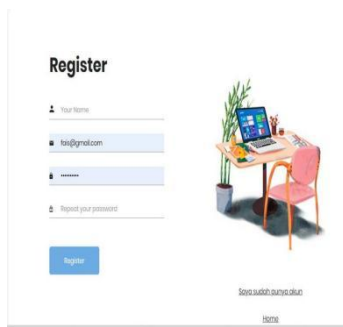 Register
Your Name
fais@gmail.com
Repeat your password
Register
Saya sudah punya akun
Home